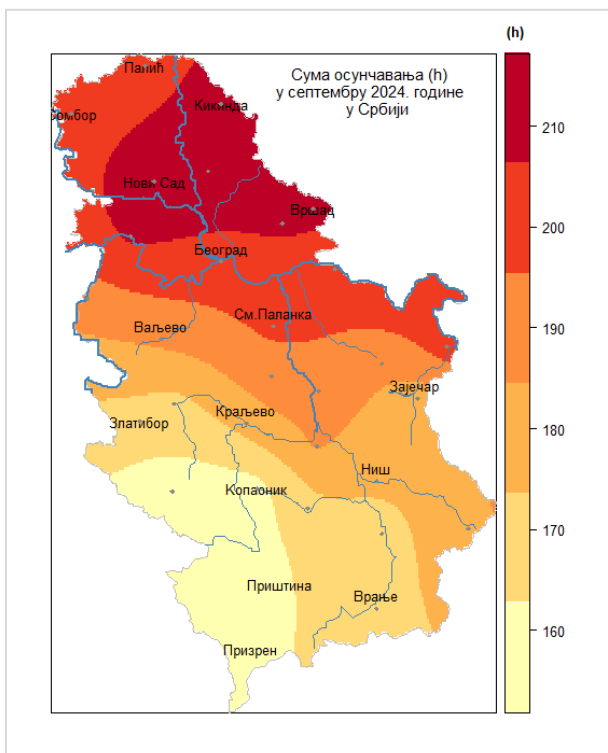 (h)
Сума осунчавања (h)
у септембру 2024. године
у Србији
Палић
Кикинда
омбор
Нови Сад
Вршац
Београд
См.Паланка
Ваљево
Зајечар
Златибор
Краљево
Ниш
Копаоник
Приштина
Врање
Призрен
210
200
190
180
170
160